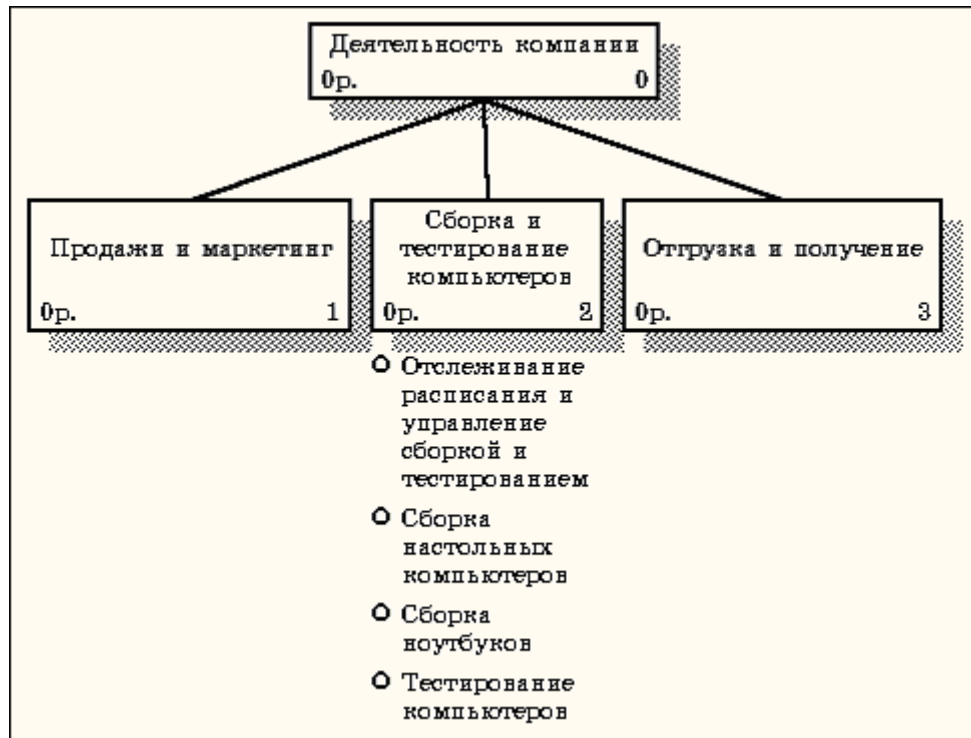 Деятельность компании
0р. 0
Продажи и маркетинг
0р. 1
Сборка и
тестирование
компьютеров
0р. 2
Отгрузка и получение
0р. 3
Отслеживание
расписания и
управление
сборкой и
тестированием
Сборка
настольных
компьютеров
Сборка
ноутбуков
Тестирование
компьютеров